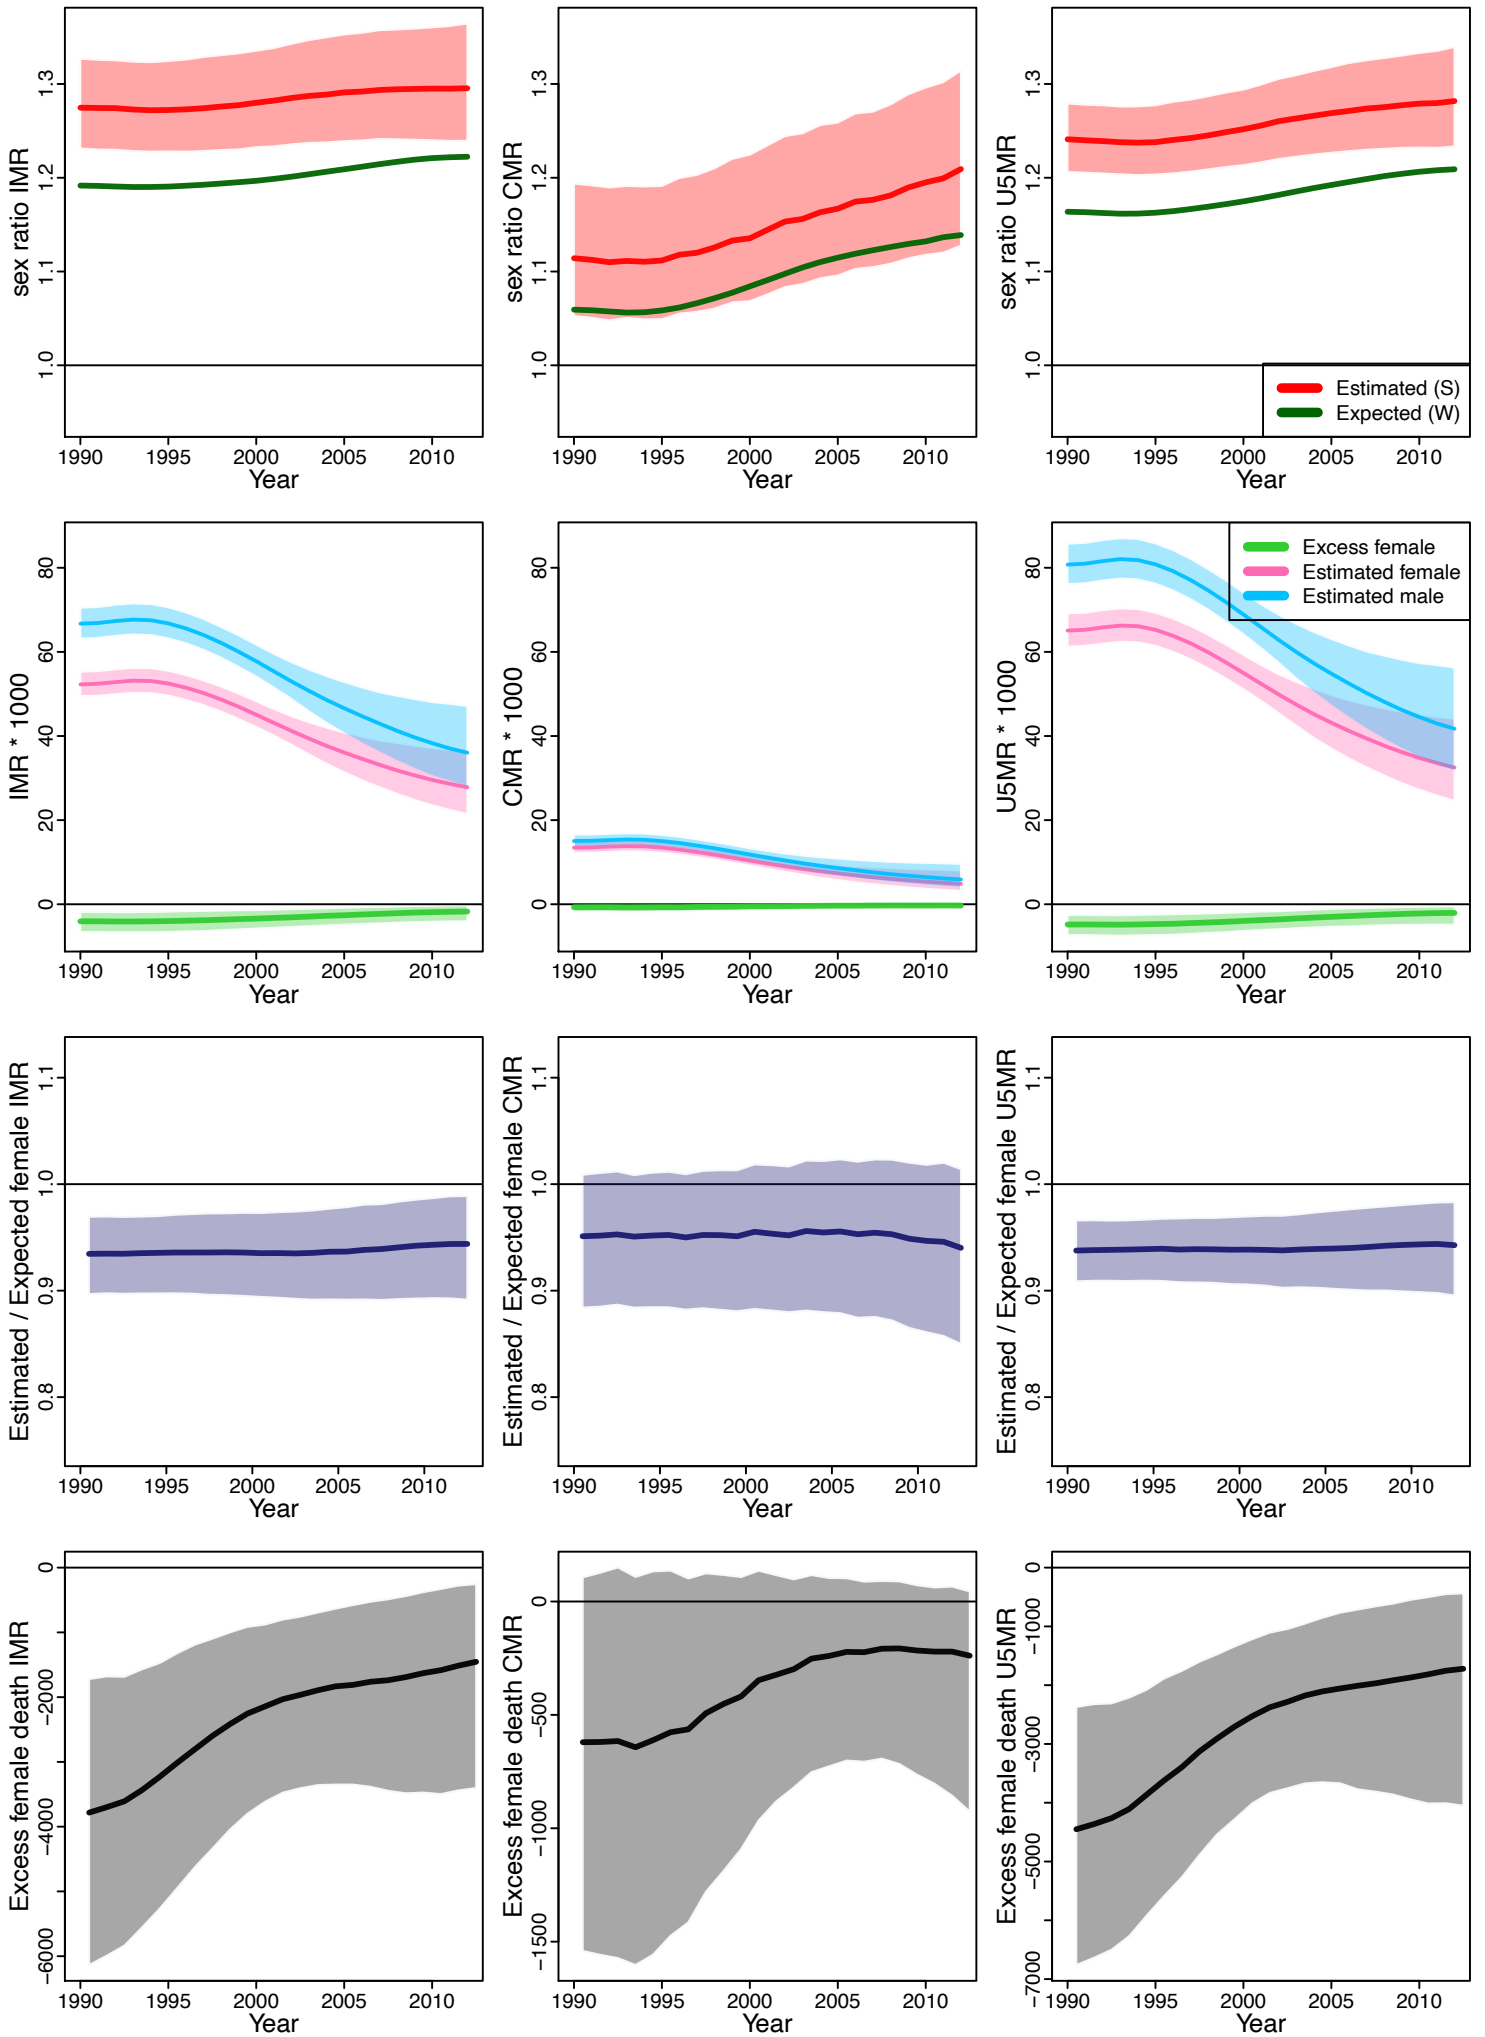 sex ratio IMR
1.0
1.1
1.2
1.3
1990 1995 2000 2005 2010
Year
sex ratio CMR
1.0
1.1
1.2
1.3
1990 1995 2000 2005 2010
Year
sex ratio U5MR
1.0
1.1
1.2
1.3
Estimated (S)
Expected (W)
1990 1995 2000 2005 2010
Year
IMR * 1000
0
20
40
60
80
1990 1995 2000 2005 2010
Year
CMR * 1000
0
20
40
60
80
1990 1995 2000 2005 2010
Year
U5MR * 1000
0
20
40
60
80
Excess female
Estimated female
Estimated male
1990 1995 2000 2005 2010
Year
Estimated / Expected female IMR
0.8
0.9
1.0
1.1
1990 1995 2000 2005 2010
Year
Estimated / Expected female CMR
0.8
0.9
1.0
1.1
1990 1995 2000 2005 2010
Year
Estimated / Expected female U5MR
0.8
0.9
1.0
1.1
1990 1995 2000 2005 2010
Year
Excess female death IMR
−6000
−4000
−2000
0
1990 1995 2000 2005 2010
Year
Excess female death CMR
−1500
−1000
−500
0
1990 1995 2000 2005 2010
Year
Excess female death U5MR
−7000
−5000
−3000
−1000
0
1990 1995 2000 2005 2010
Year